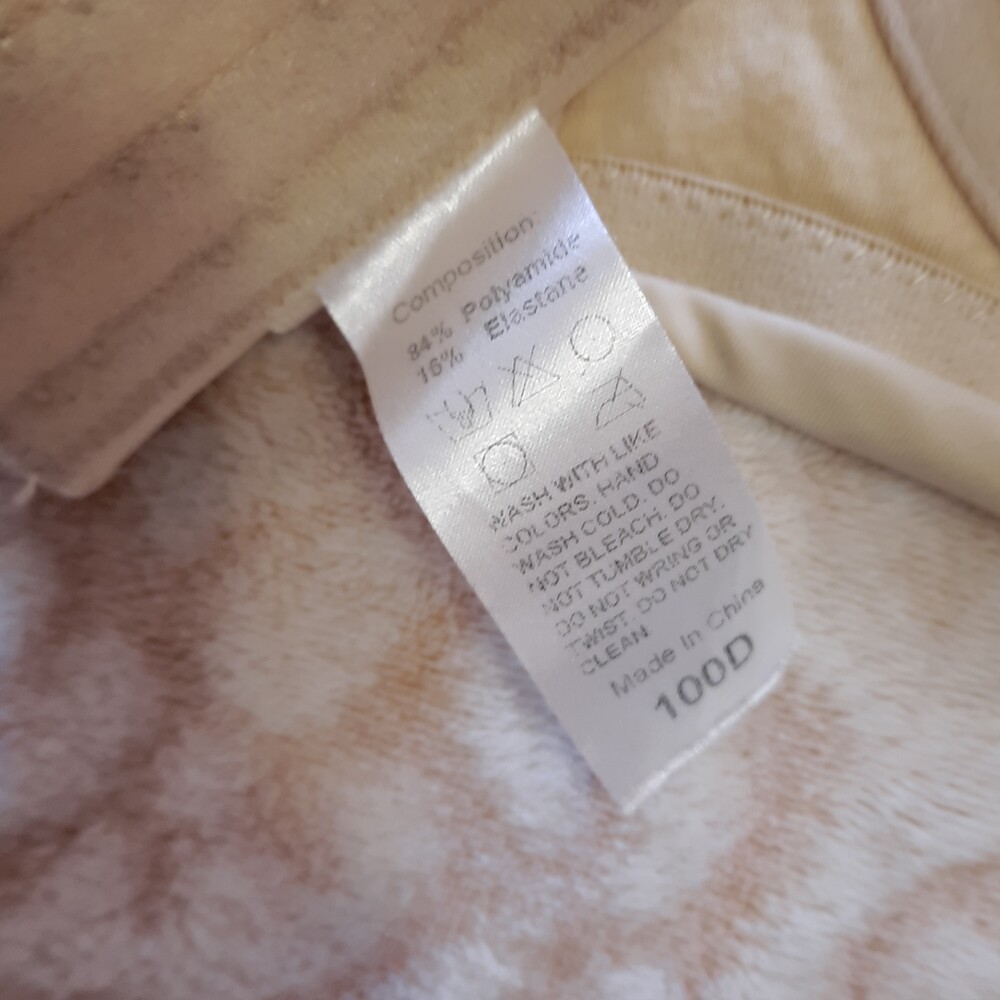 Composition:
84% Polyamide
16% Elastane
WASH WITH LIKE
COLORS. HAND
WASH COLD. DO
NOT BLEACH. DO
NOT TUMBLE DRY.
DO NOT WRING OR
TWIST. DO NOT DRY
CLEAN
Made In China
100D